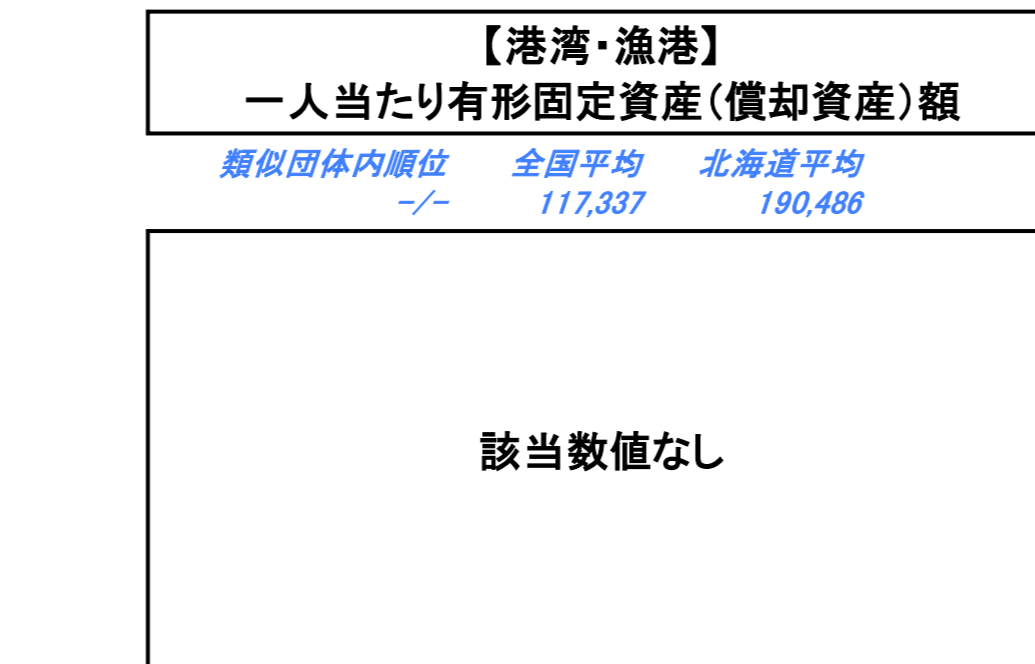 【港湾・漁港】
一人当たり有形固定資産(償却資産)額
類似団体内順位 全国平均 北海道平均
-/- 117,337 190,486
該当数値なし